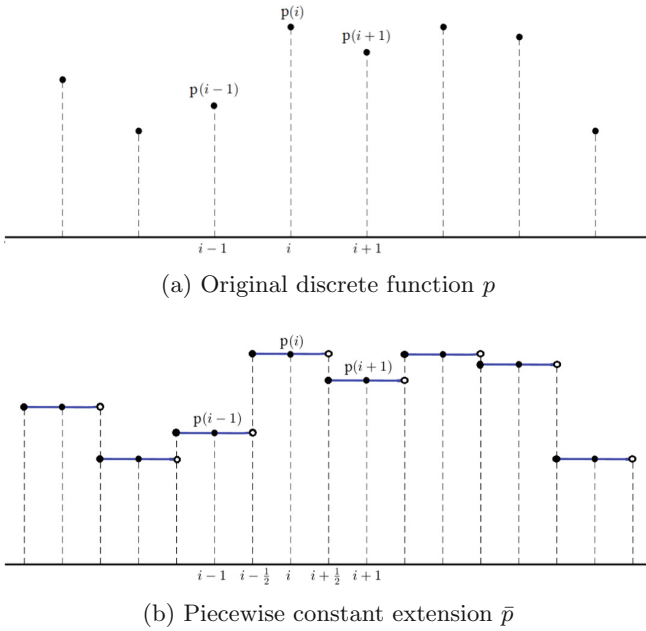 p(i)
p(i+1)
p(i−1)
i−1 i i+1
(a) Original discrete function p
p(i)
p(i+1)
p(i−1)
i−1 i−1/2 i i+1/2 i+1
(b) Piecewise constant extension p̄